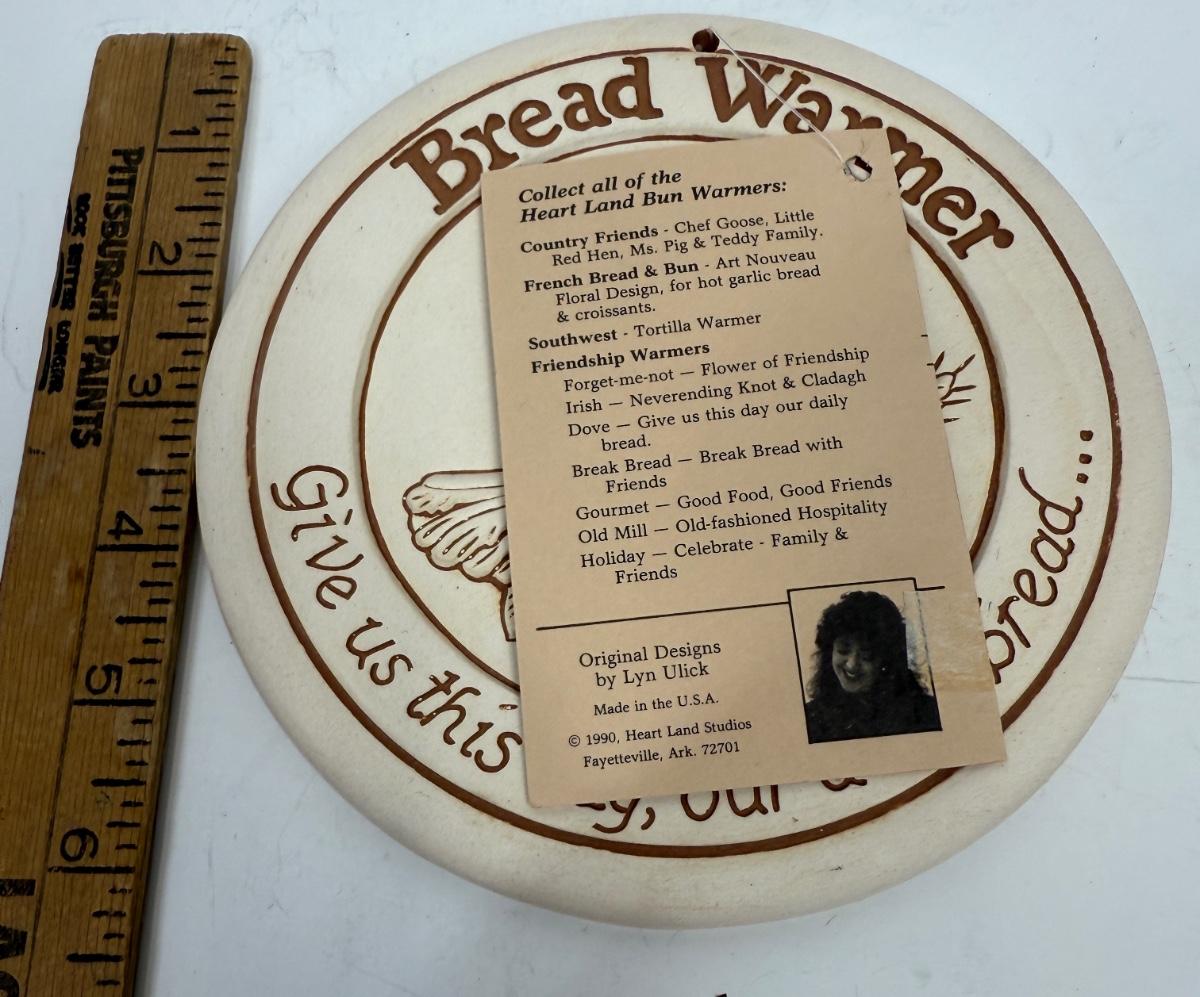 Bread Warmer
Collect all of the
Heart Land Bun Warmers:
Country Friends - Chef Goose, Little
Red Hen, Ms. Pig & Teddy Family.
French Bread & Bun - Art Nouveau
Floral Design, for hot garlic bread
& croissants.
Southwest - Tortilla Warmer
Friendship Warmers
Forget-me-not — Flower of Friendship
Irish — Neverending Knot & Cladagh
Dove — Give us this day our daily
bread.
Break Bread — Break Bread with
Friends
Gourmet — Good Food, Good Friends
Old Mill — Old-fashioned Hospitality
Holiday — Celebrate - Family &
Friends
Original Designs
by Lyn Ulick
Made in the U.S.A.
© 1990, Heart Land Studios
Fayetteville, Ark. 72701
Give us this y, our bread...
PITTSBURGH PAINTS
LOOK BETTER LONGER
1
2
3
4
5
6